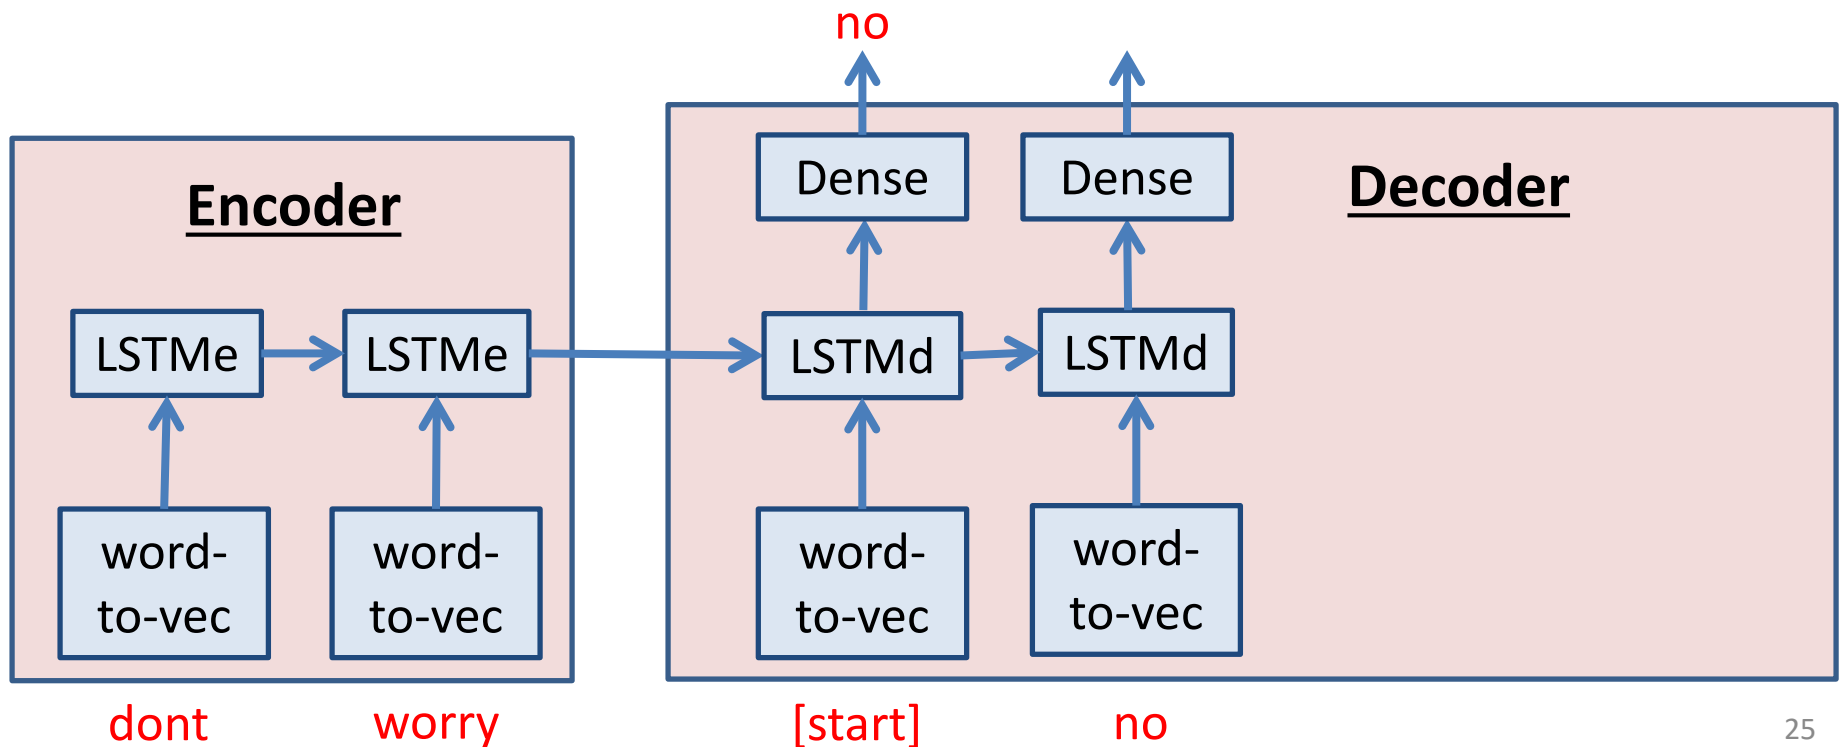 no
Dense
Dense
Encoder
Decoder
LSTMe
LSTMe
LSTMd
LSTMd
word-
to-vec
word-
to-vec
word-
to-vec
word-
to-vec
dont
worry
[start]
no
25